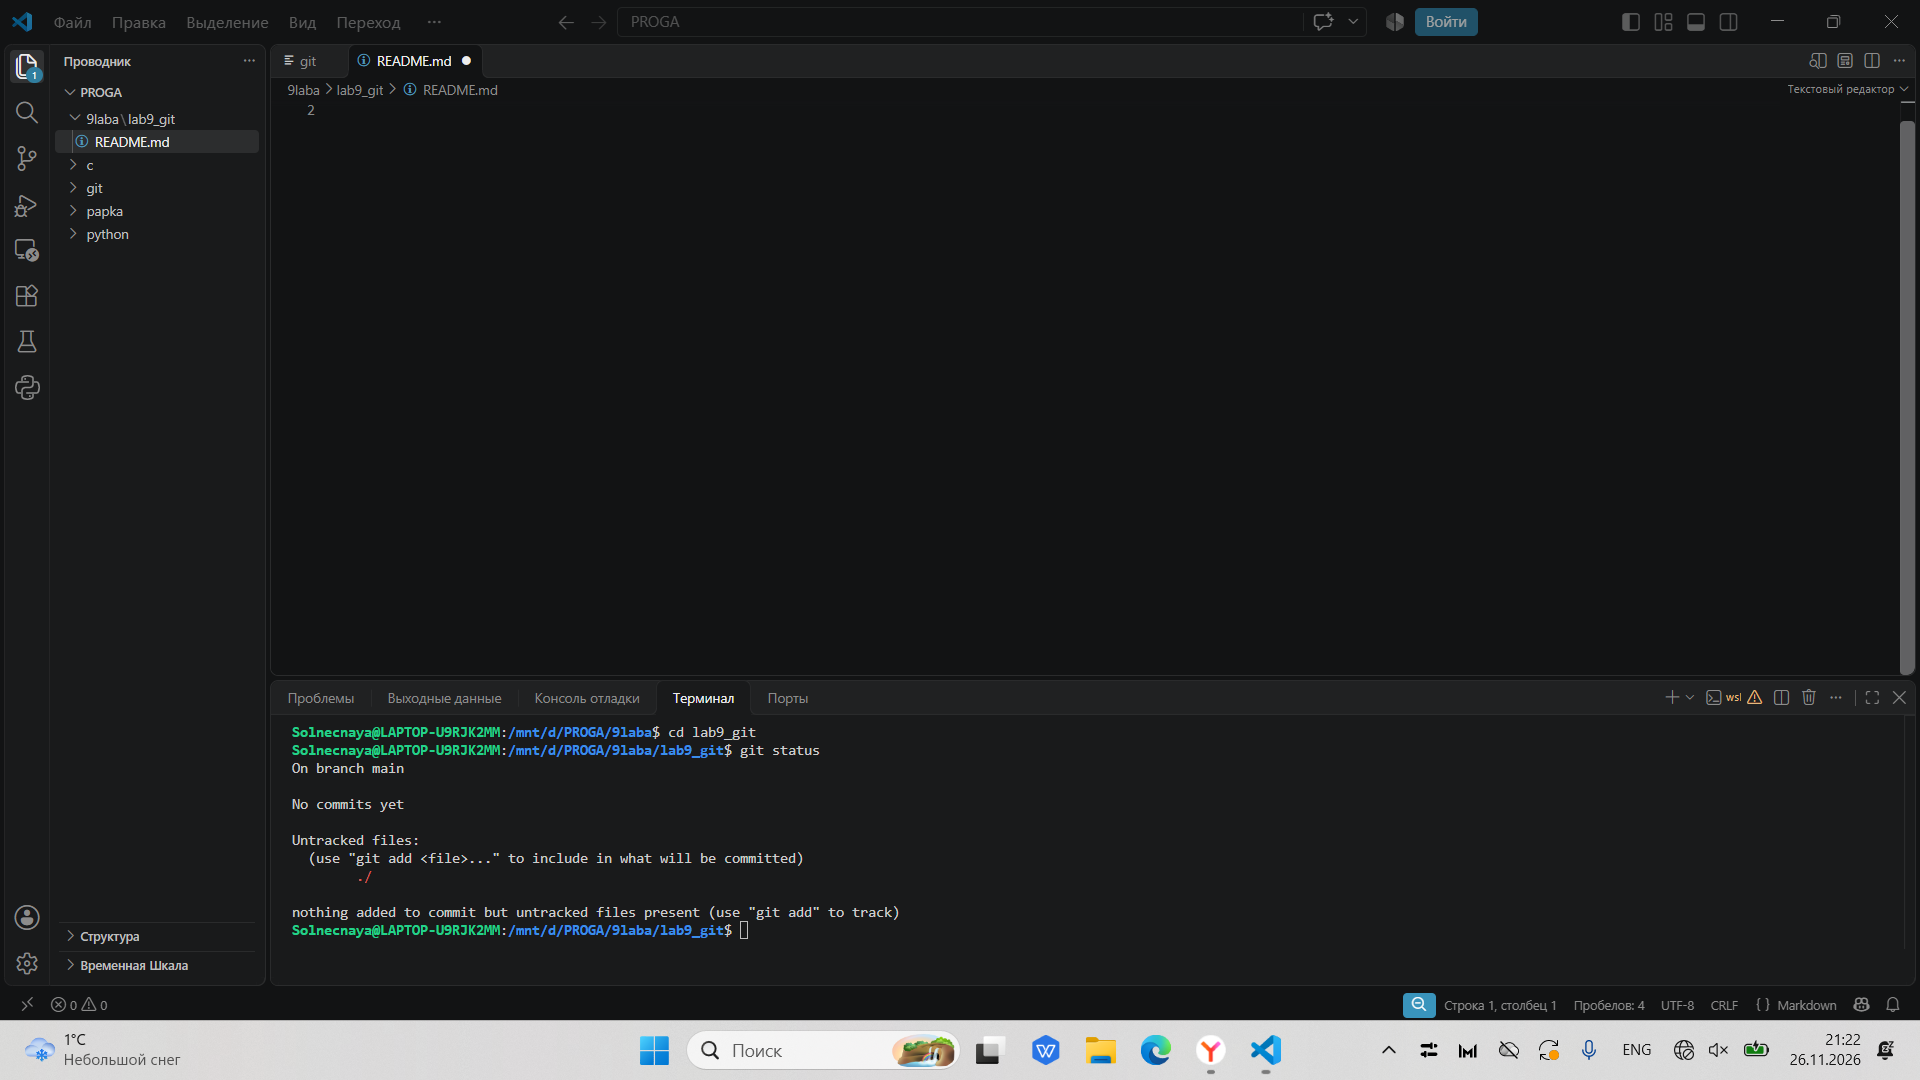 Файл Правка Выделение Вид Переход ··· PROGA Войти
Проводник ···
PROGA
9laba\lab9_git
README.md
c
git
papka
python
Структура
Временная Шкала
git README.md
9laba > lab9_git > README.md
Текстовый редактор
2
Проблемы Выходные данные Консоль отладки Терминал Порты
wsl
Solnecnaya@LAPTOP-U9RJK2MM:/mnt/d/PROGA/9laba$ cd lab9_git
Solnecnaya@LAPTOP-U9RJK2MM:/mnt/d/PROGA/9laba/lab9_git$ git status
On branch main
No commits yet
Untracked files:
(use "git add <file>..." to include in what will be committed)
./
nothing added to commit but untracked files present (use "git add" to track)
Solnecnaya@LAPTOP-U9RJK2MM:/mnt/d/PROGA/9laba/lab9_git$
0 0 Строка 1, столбец 1 Пробелов: 4 UTF-8 CRLF { } Markdown
1°C
Небольшой снег
Поиск
ENG
21:22
26.11.2026